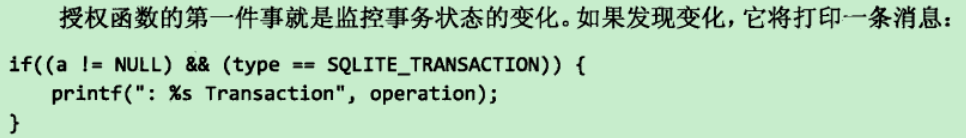 授权函数的第一件事就是监控事务状态的变化。如果发现变化,它将打印一条消息:
if((a != NULL) && (type == SQLITE_TRANSACTION)) {
printf(": %s Transaction", operation);
}